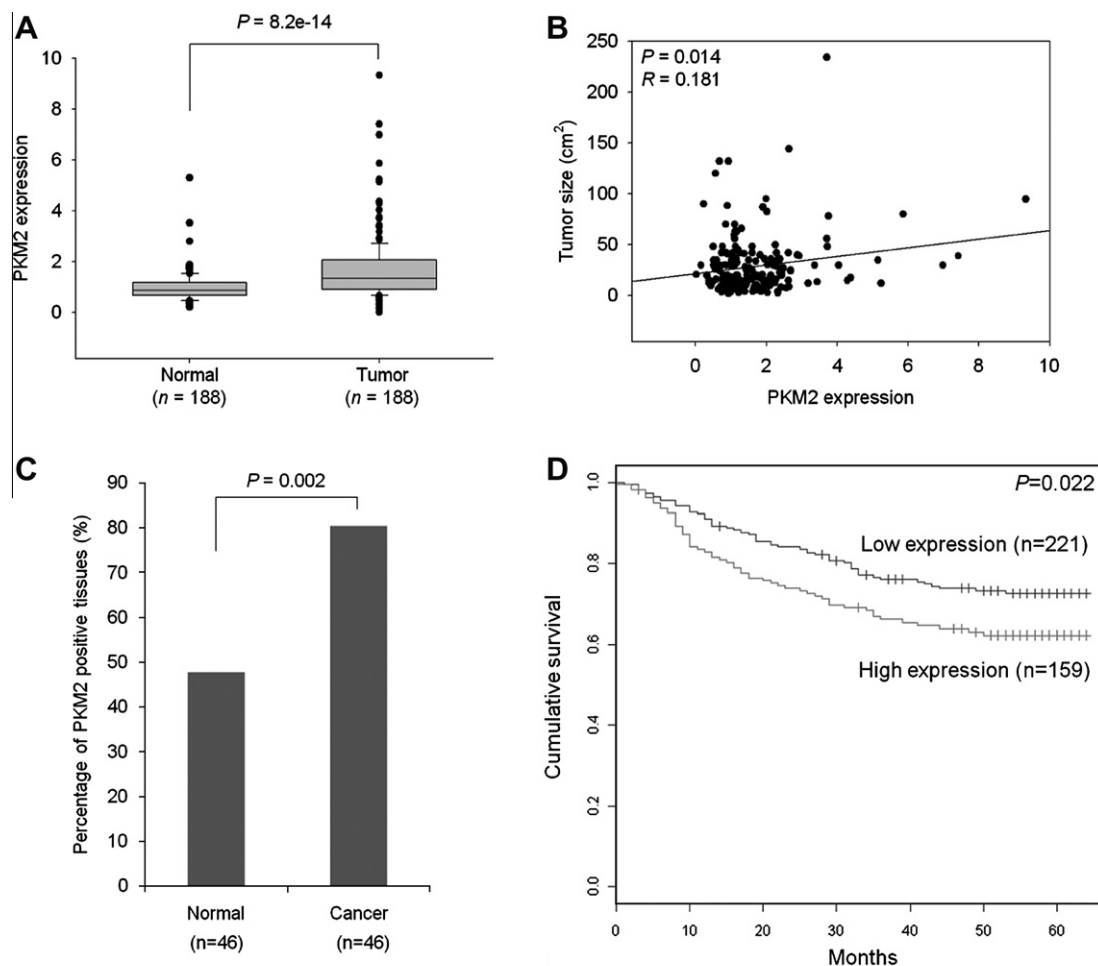 A
P = 8.2e-14
PKM2 expression
10
8
6
4
2
0
Normal
(n = 188)
Tumor
(n = 188)
B
P = 0.014
R = 0.181
Tumor size (cm²)
250
200
150
100
50
0
0 2 4 6 8 10
PKM2 expression
C
P = 0.002
Percentage of PKM2 positive tissues (%)
90
80
70
60
50
40
30
20
10
0
Normal
(n=46)
Cancer
(n=46)
D
P=0.022
Low expression (n=221)
High expression (n=159)
Cumulative survival
1.0
0.8
0.6
0.4
0.2
0.0
0 10 20 30 40 50 60
Months